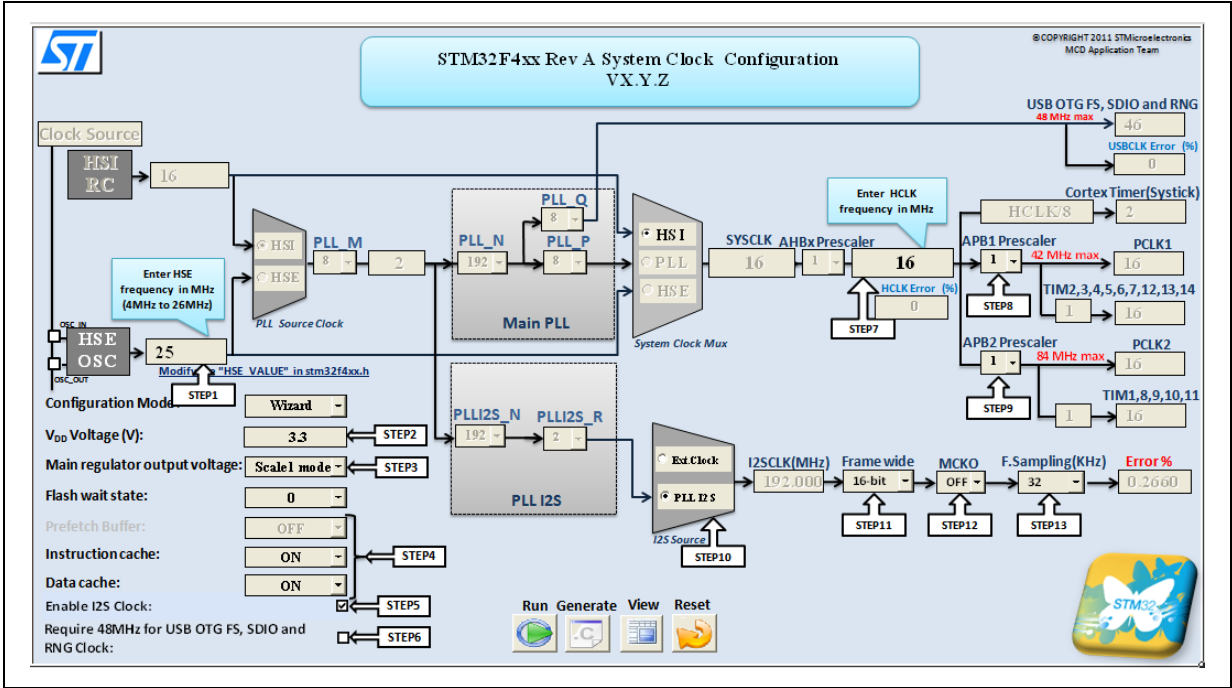 ST
©COPYRIGHT 2011 STMicroelectronics
MCD Application Team
STM32F4xx Rev A System Clock Configuration
VX.Y.Z
USB OTG FS, SDIO and RNG
48 MHz max
46
USBCLK Error (%)
0
Clock Source
HSI
RC
16
Cortex Timer(Systick)
HCLK/8
2
Enter HCLK
frequency in MHz
PLL_Q
8
HSI
HSE
PLL Source Clock
PLL_M
8
2
PLL_N
192
PLL_P
8
Main PLL
HSI
PLL
HSE
System Clock Mux
SYSCLK
16
AHBx Prescaler
1
16
HCLK Error (%)
0
STEP7
APB1 Prescaler
1
42 MHz max
STEP8
PCLK1
16
TIM2,3,4,5,6,7,12,13,14
1
16
APB2 Prescaler
1
84 MHz max
STEP9
PCLK2
16
TIM1,8,9,10,11
1
16
Enter HSE
frequency in MHz
(4MHz to 26MHz)
OSC_IN
HSE
OSC
OSC_OUT
25
"HSE_VALUE" in stm32f4xx.h
STEP1
Wizard
VDD Voltage (V):
3.3
STEP2
Main regulator output voltage:
Scale1 mode
STEP3
Flash wait state:
0
Prefetch Buffer:
OFF
Instruction cache:
ON
STEP4
Data cache:
ON
Enable I2S Clock:
STEP5
Require 48MHz for USB OTG FS, SDIO and
RNG Clock:
STEP6
PLLI2S_N
192
PLLI2S_R
2
PLL I2S
Ext.Clock
PLL I2S
I2S Source
STEP10
I2SCLK(MHz)
192.000
Frame wide
16-bit
STEP11
MCKO
OFF
STEP12
F.Sampling(KHz)
32
STEP13
Error %
0.2660
Run
Generate
View
Reset
.C
STM32